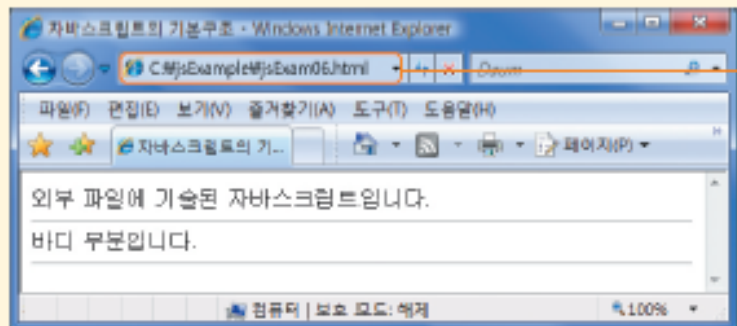 자바스크립트의 기본구조 - Windows Internet Explorer
C:₩jsExample₩jsExam06.html Daum
파일(F) 편집(E) 보기(V) 즐겨찾기(A) 도구(T) 도움말(H)
자바스크립트의 기... 페이지(P)
외부 파일에 기술된 자바스크립트입니다.
바디 부분입니다.
컴퓨터 | 보호 모드: 해제 100%